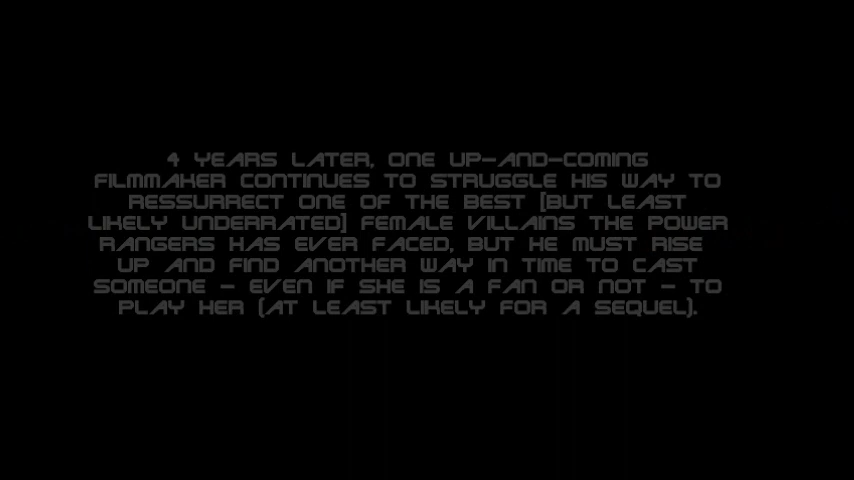 4 YEARS LATER, ONE UP-AND-COMING
FILMMAKER CONTINUES TO STRUGGLE HIS WAY TO
RESSURRECT ONE OF THE BEST [BUT LEAST
LIKELY UNDERRATED] FEMALE VILLAINS THE POWER
RANGERS HAS EVER FACED, BUT HE MUST RISE
UP AND FIND ANOTHER WAY IN TIME TO CAST
SOMEONE - EVEN IF SHE IS A FAN OR NOT - TO
PLAY HER (AT LEAST LIKELY FOR A SEQUEL).